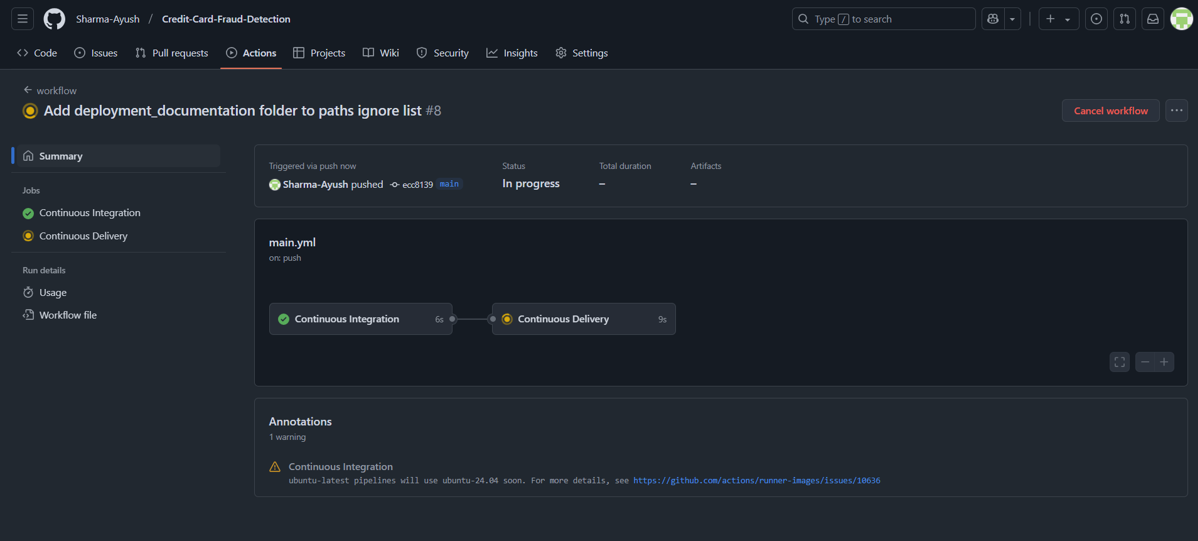 Sharma-Ayush / Credit-Card-Fraud-Detection
Type / to search
Code Issues Pull requests Actions Projects Wiki Security Insights Settings
workflow
Add deployment_documentation folder to paths ignore list #8
Cancel workflow
Summary
Jobs
Continuous Integration
Continuous Delivery
Run details
Usage
Workflow file
Triggered via push now
Sharma-Ayush pushed ecc8139 main
Status
In progress
Total duration
–
Artifacts
–
main.yml
on: push
Continuous Integration 6s
Continuous Delivery 9s
Annotations
1 warning
Continuous Integration
ubuntu-latest pipelines will use ubuntu-24.04 soon. For more details, see https://github.com/actions/runner-images/issues/10636